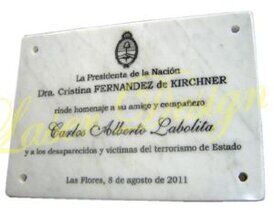 La Presidente de la Nación
Dra. Cristina FERNANDEZ de KIRCHNER
rinde homenaje a su amigo y compañero
Carlos Alberto Labolita
y a los desaparecidos y víctimas del terrorismo de Estado
Las Flores, 8 de agosto de 2011